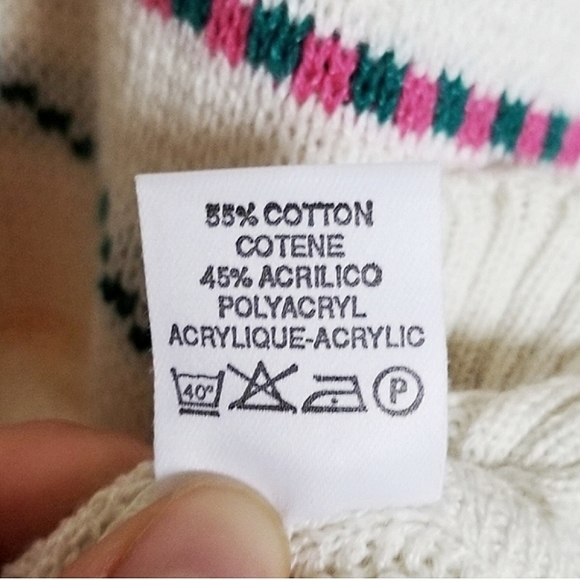 55% COTTON
COTENE
45% ACRILICO
POLYACRYL
ACRYLIQUE-ACRYLIC
40° P